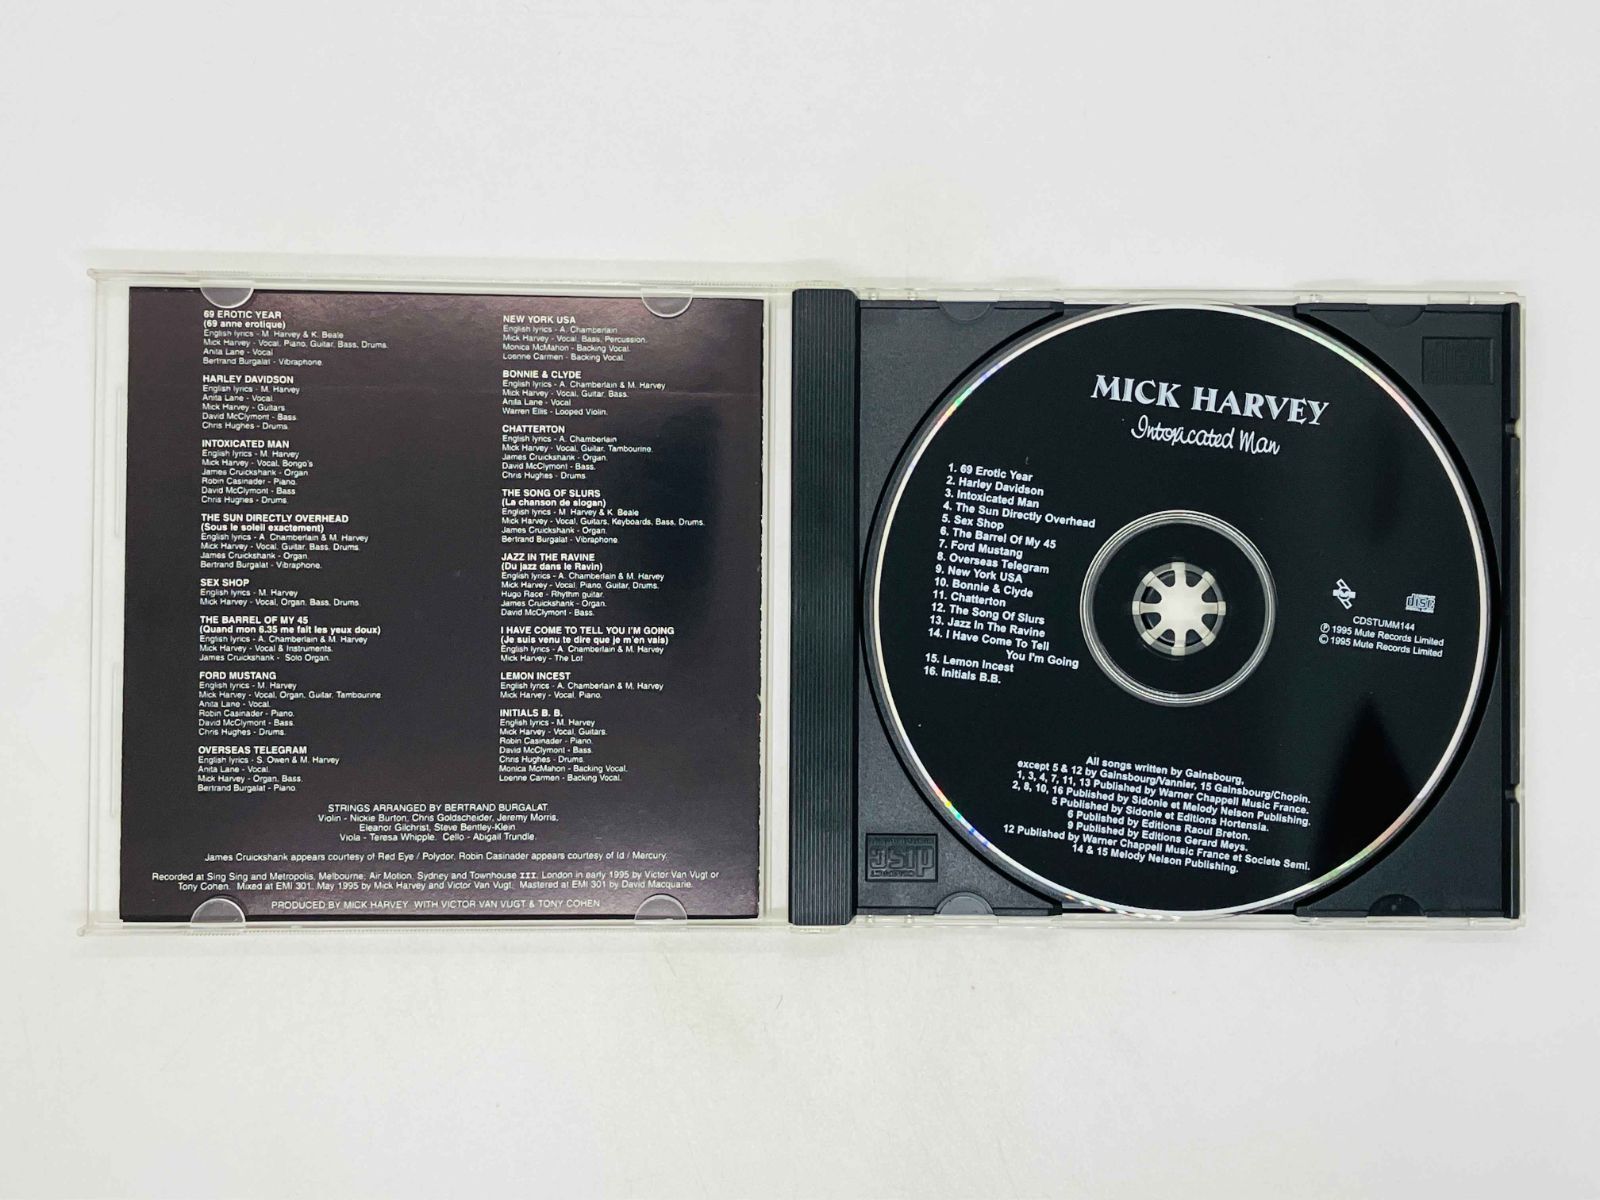 69 EROTIC YEAR
(69 anne erotique)
English lyrics - M. Harvey & K. Beale
Mick Harvey - Vocal, Piano, Guitar, Bass, Drums.
Anita Lane - Vocal
Bertrand Burgalat - Vibraphone.
HARLEY DAVIDSON
English lyrics - M. Harvey
Anita Lane - Vocal.
Mick Harvey - Guitars
David McClymont - Bass
Chris Hughes - Drums.
INTOXICATED MAN
English lyrics - M. Harvey
Mick Harvey - Vocal, Bongo's
James Cruickshank - Organ
Robin Casinader - Piano.
David McClymont - Bass
Chris Hughes - Drums.
THE SUN DIRECTLY OVERHEAD
(Sous le soleil exactement)
English lyrics - A. Chamberlain & M. Harvey
Mick Harvey - Vocal, Guitar, Bass, Drums.
James Cruickshank - Organ.
Bertrand Burgalat - Vibraphone.
SEX SHOP
English lyrics - M. Harvey
Mick Harvey - Vocal, Organ, Bass, Drums.
THE BARREL OF MY 45
(Quand mon 6.35 me fait les yeux doux)
English lyrics - A. Chamberlain & M. Harvey
Mick Harvey - Vocal & Instruments.
James Cruickshank - Solo Organ.
FORD MUSTANG
English lyrics - M. Harvey
Mick Harvey - Vocal, Organ, Guitar, Tambourine.
Anita Lane - Vocal.
Robin Casinader - Piano.
David McClymont - Bass.
Chris Hughes - Drums.
OVERSEAS TELEGRAM
English lyrics - S. Owen & M. Harvey
Anita Lane - Vocal.
Mick Harvey - Organ, Bass.
Bertrand Burgalat - Piano.
NEW YORK USA
English lyrics - A. Chamberlain
Mick Harvey - Vocal, Bass, Percussion.
Monica McMahon - Backing Vocal.
Loenne Carmen - Backing Vocal.
BONNIE & CLYDE
English lyrics - A. Chamberlain & M. Harvey
Mick Harvey - Vocal, Guitar, Bass.
Anita Lane - Vocal
Warren Ellis - Looped Violin.
CHATTERTON
English lyrics - A. Chamberlain
Mick Harvey - Vocal, Guitar, Tambourine.
James Cruickshank - Organ.
David McClymont - Bass.
Chris Hughes - Drums
THE SONG OF SLURS
(La chanson de slogan)
English lyrics - M. Harvey & K. Beale
Mick Harvey - Vocal, Guitars, Keyboards, Bass, Drums.
James Cruickshank - Organ.
Bertrand Burgalat - Vibraphone.
JAZZ IN THE RAVINE
(Du jazz dans le Ravin)
English lyrics - A. Chamberlain & M. Harvey
Mick Harvey - Vocal, Piano, Guitar, Drums.
Hugo Race - Rhythm guitar.
James Cruickshank - Organ.
David McClymont - Bass.
I HAVE COME TO TELL YOU I'M GOING
(Je suis venu te dire que je m'en vais)
English lyrics - A. Chamberlain & M. Harvey
Mick Harvey - The Lot
LEMON INCEST
English lyrics - A. Chamberlain & M. Harvey
Mick Harvey - Vocal, Piano.
INITIALS B. B.
English lyrics - M. Harvey
Mick Harvey - Vocal, Guitars.
Robin Casinader - Piano.
David McClymont - Bass.
Chris Hughes - Drums.
Monica McMahon - Backing Vocal.
Loenne Carmen - Backing Vocal.
STRINGS ARRANGED BY BERTRAND BURGALAT.
Violin - Nickie Burton, Chris Goldscheider, Jeremy Morris,
Eleanor Gilchrist, Steve Bentley-Klein
Viola - Teresa Whipple. Cello - Abigail Trundle.
James Cruickshank appears courtesy of Red Eye / Polydor, Robin Casinader appears courtesy of Id / Mercury.
Recorded at Sing Sing and Metropolis, Melbourne, Air Motion, Sydney and Townhouse III, London in early 1995 by Victor Van Vugt or
Tony Cohen. Mixed at EMI 301, May 1995 by Mick Harvey and Victor Van Vugt. Mastered at EMI 301 by David Macquarie.
PRODUCED BY MICK HARVEY WITH VICTOR VAN VUGT & TONY COHEN
MICK HARVEY
Intoxicated Man
1. 69 Erotic Year
2. Harley Davidson
3. Intoxicated Man
4. The Sun Directly Overhead
5. Sex Shop
6. The Barrel Of My 45
7. Ford Mustang
8. Overseas Telegram
9. New York USA
10. Bonnie & Clyde
11. Chatterton
12. The Song Of Slurs
13. Jazz In The Ravine
14. I Have Come To Tell
You I'm Going
15. Lemon Incest
16. Initials B.B.
disc
CDSTUMM144
℗ 1995 Mute Records Limited
© 1995 Mute Records Limited
All songs written by Gainsbourg,
except 5 & 12 by Gainsbourg/Vannier, 15 Gainsbourg/Chopin.
1, 3, 4, 7, 11, 13 Published by Warner Chappell Music France.
2, 8, 10, 16 Published by Sidonie et Melody Nelson Publishing.
5 Published by Sidonie et Editions Hortensia.
6 Published by Editions Raoul Breton.
9 Published by Editions Gerard Meys.
12 Published by Warner Chappell Music France et Societe Semi.
14 & 15 Melody Nelson Publishing.
COMPACT
disc